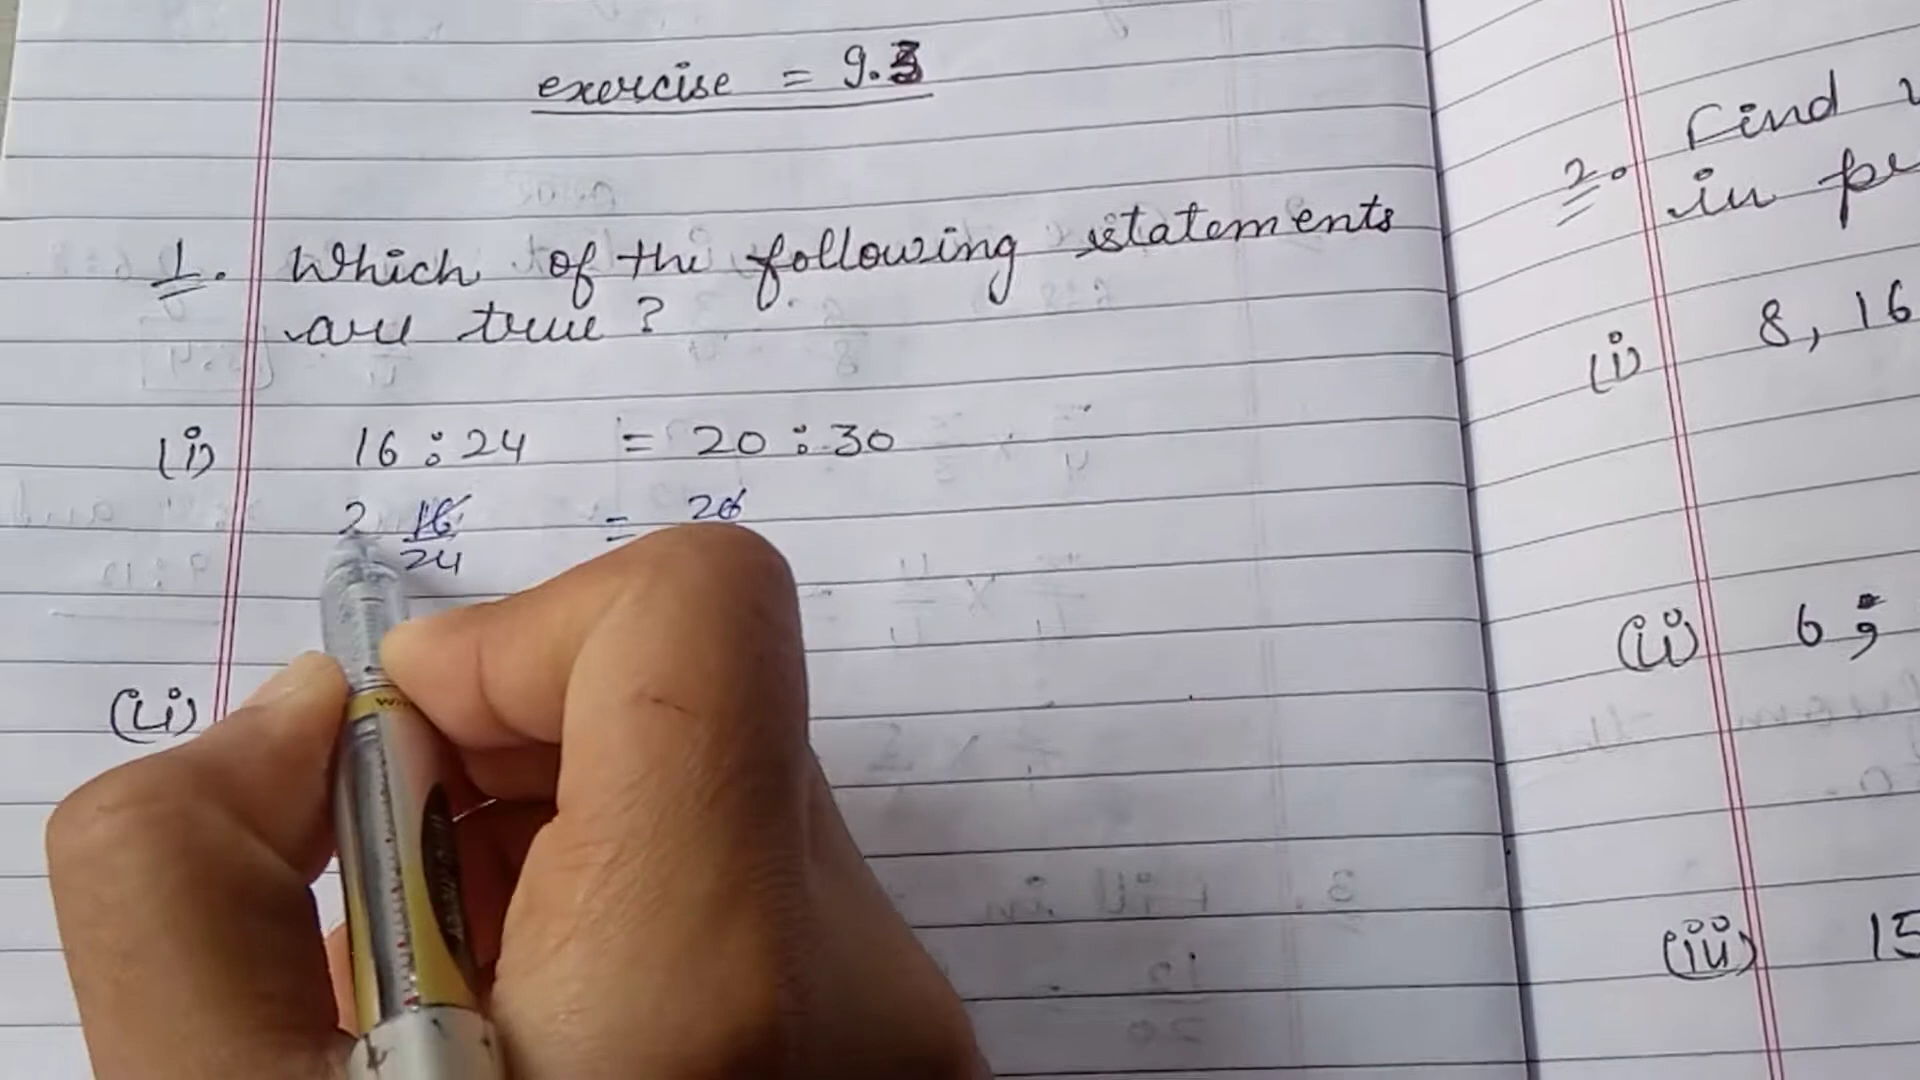 exercise = 9.3
1. Which of the following statements
are true?
(i) 16 : 24 = 20 : 30
2 16 = 20
24
(ii)
2. Find
in
(i) 8, 16
(ii) 6,
(iii) 15